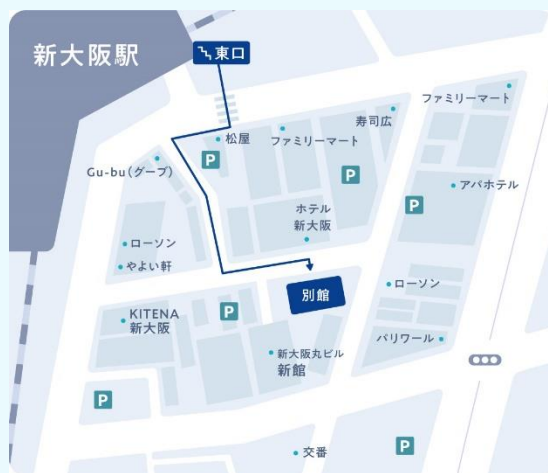 新大阪駅
東口
ファミリーマート
寿司広
松屋
ファミリーマート
P
P
Gu-bu（グーブ）
アパホテル
P
ホテル
新大阪
ローソン
やよい軒
別館
ローソン
KITENA
新大阪
P
パリワール
新大阪丸ビル
新館
P
交番
P